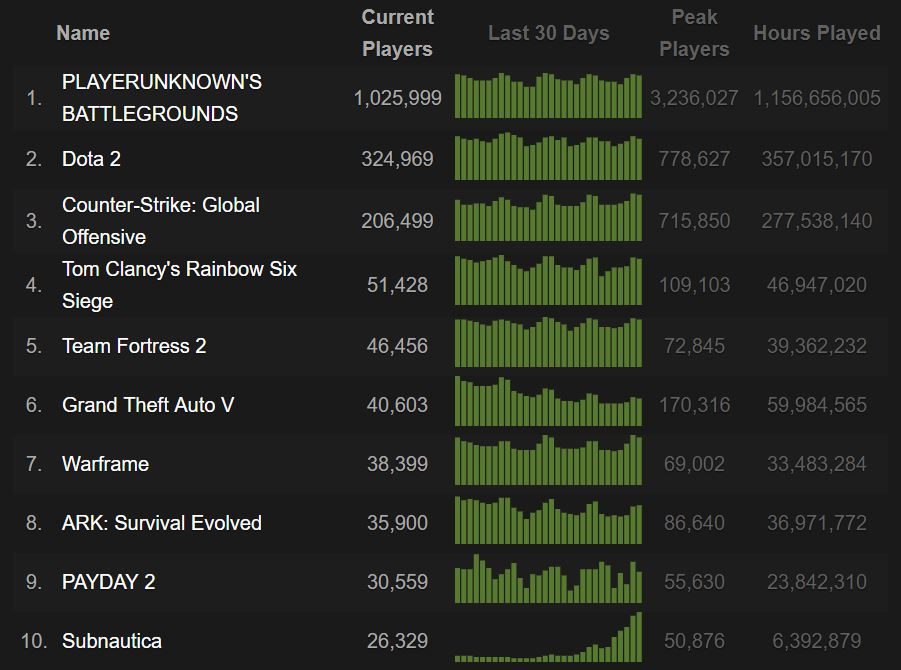 Name Current Players Last 30 Days Peak Players Hours Played
1. PLAYERUNKNOWN'S BATTLEGROUNDS 1,025,999 3,236,027 1,156,656,005
2. Dota 2 324,969 778,627 357,015,170
3. Counter-Strike: Global Offensive 206,499 715,850 277,538,140
4. Tom Clancy's Rainbow Six Siege 51,428 109,103 46,947,020
5. Team Fortress 2 46,456 72,845 39,362,232
6. Grand Theft Auto V 40,603 170,316 59,984,565
7. Warframe 38,399 69,002 33,483,284
8. ARK: Survival Evolved 35,900 86,640 36,971,772
9. PAYDAY 2 30,559 55,630 23,842,310
10. Subnautica 26,329 50,876 6,392,879